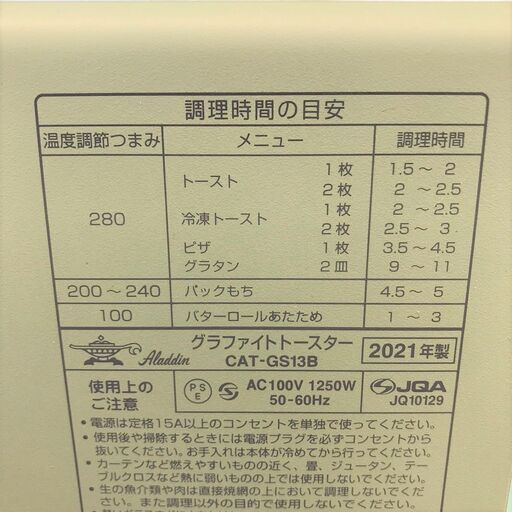 調理時間の目安
温度調節つまみ メニュー 調理時間
280 トースト 1枚 1.5～ 2
2枚 2 ～2.5
冷凍トースト 1枚 2 ～2.5
2枚 2.5～ 3
ピザ 1枚 3.5～4.5
グラタン 2皿 9 ～ 11
200～240 パックもち 4.5～ 5
100 バターロールあたため 1 ～ 3
Aladdin グラファイトトースター
CAT-GS13B
2021年製
使用上の
ご注意
PSE AC100V 1250W
50-60Hz
JQA
JQ10129
・電源は定格15A以上のコンセントを単独で使ってください。
・使用後や掃除するときには電源プラグを必ずコンセントから
抜いてください。お手入れは本体が冷めてから行ってください。
・カーテンなど燃えやすいものの近く、畳、ジュータン、テー
ブルクロスなど熱に弱いものの上では使用しないでください。
・生の魚介類や肉は直接焼網の上において調理しないでくだ
さい。また調理以外の目的で使用しないでください。